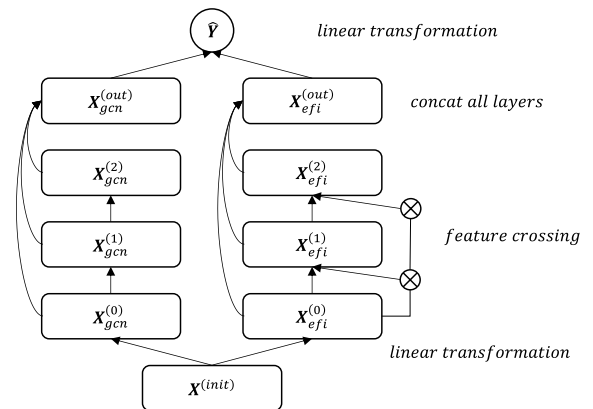 Ŷ linear transformation
X_gcn^(out) X_efi^(out) concat all layers
X_gcn^(2) X_efi^(2)
⊗
X_gcn^(1) X_efi^(1) feature crossing
⊗
X_gcn^(0) X_efi^(0)
linear transformation
X^(init)